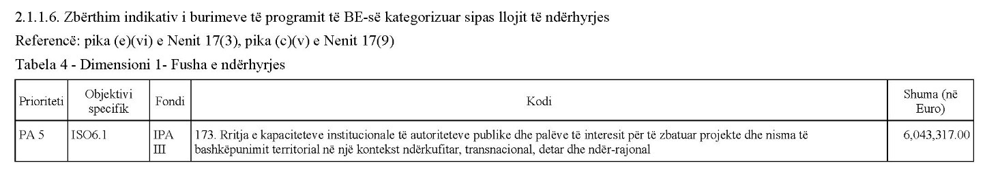 2.1.1.6. Zbërthim indikativ i burimeve të programit të BE-së kategorizuar sipas llojit të ndërhyrjes
Referencë: pika (e)(vi) e Nenit 17(3), pika (c)(v) e Nenit 17(9)
Tabela 4 - Dimensioni 1- Fusha e ndërhyrjes
Prioriteti
Objektivi
specifik
Fondi
Kodi
Shuma (në
Euro)
PA 5
ISO6.1
IPA
III
173. Rritja e kapaciteteve institucionale të autoriteteve publike dhe palëve të interesit për të zbatuar projekte dhe nisma të
bashkëpunimit territorial në një kontekst ndërkufitar, transnacional, detar dhe ndër-rajonal
6,043,317.00